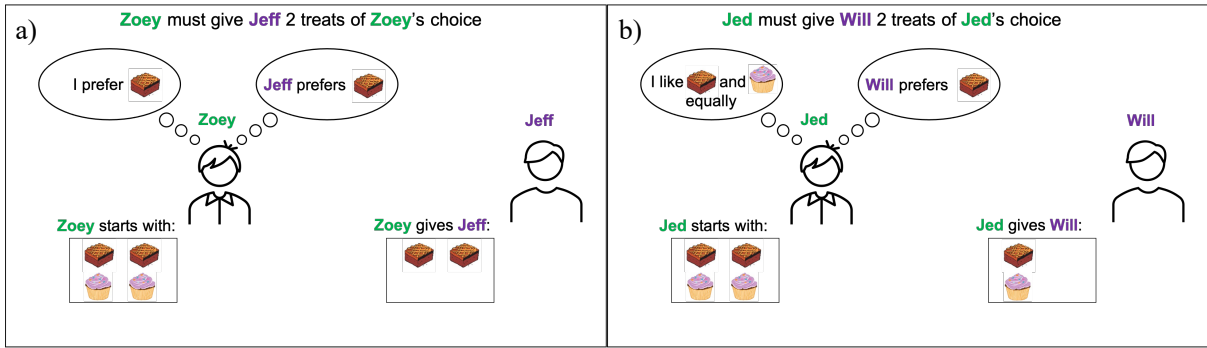 a)
Zoey must give Jeff 2 treats of Zoey's choice
I prefer
Jeff prefers
Zoey
Jeff
Zoey starts with:
Zoey gives Jeff:
b)
Jed must give Will 2 treats of Jed's choice
I like and
equally
Will prefers
Jed
Will
Jed starts with:
Jed gives Will: